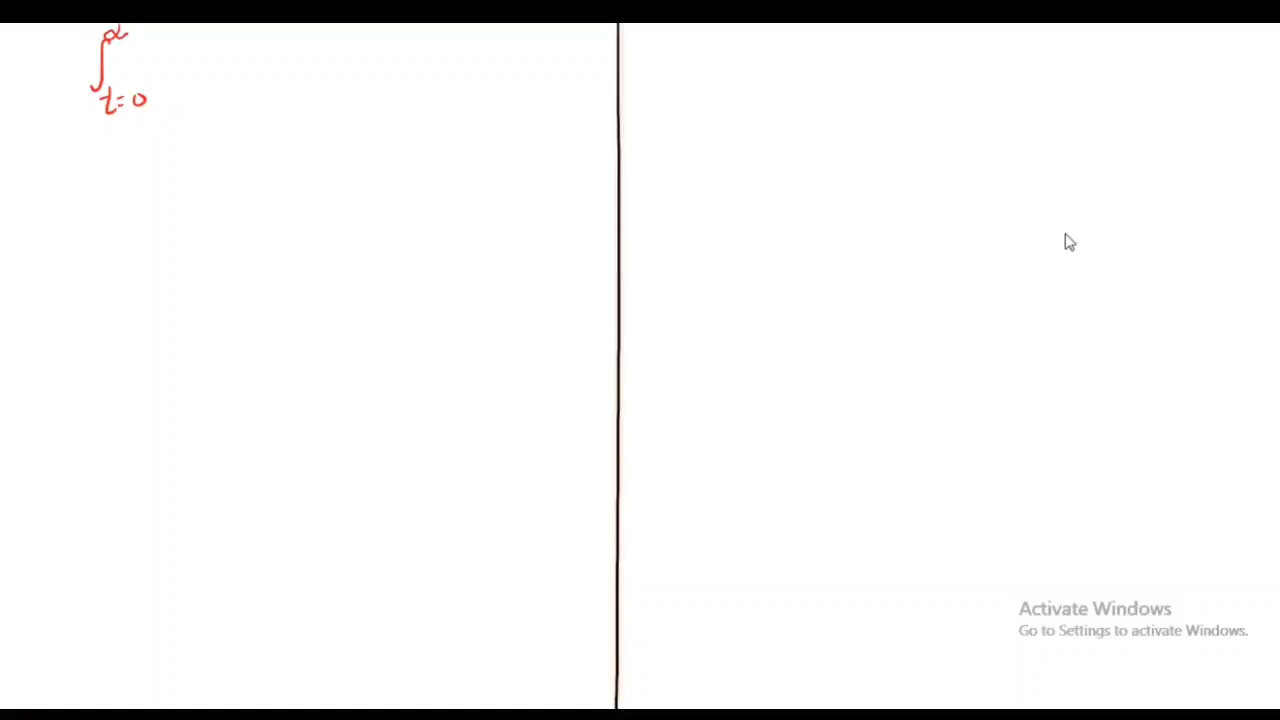 ∫ α
t=0
Activate Windows
Go to Settings to activate Windows.